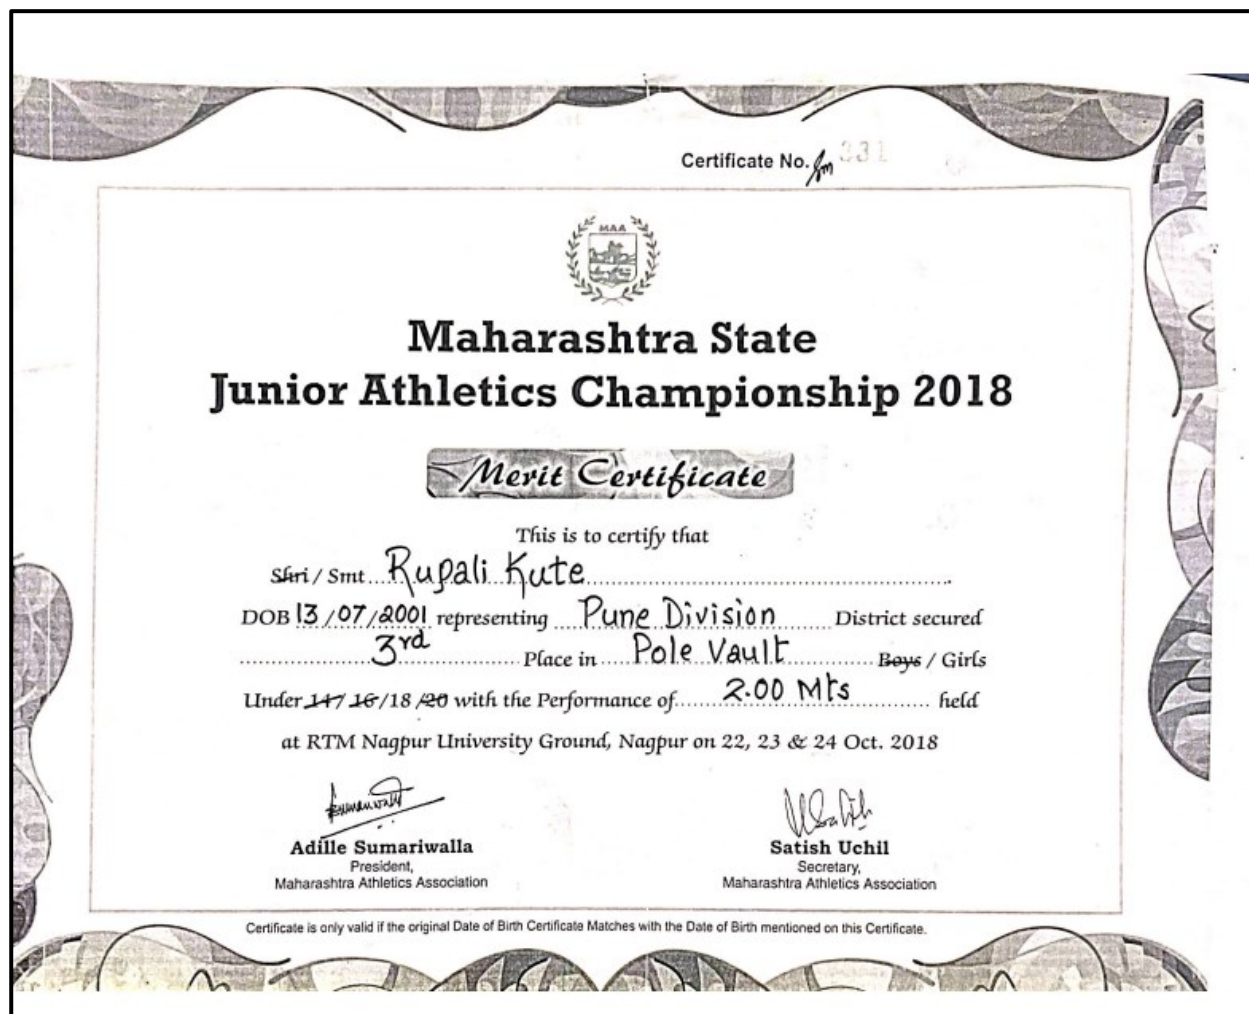 Certificate No. 331
MAA
Maharashtra State
Junior Athletics Championship 2018
Merit Certificate
This is to certify that
Shri / Smt Rupali Kute
DOB 13/07/2001 representing Pune Division District secured
3rd Place in Pole Vault Boys / Girls
Under 14/ 16/18 /20 with the Performance of 2.00 Mts held
at RTM Nagpur University Ground, Nagpur on 22, 23 & 24 Oct. 2018
Adille Sumariwalla
President,
Maharashtra Athletics Association
Satish Uchil
Secretary,
Maharashtra Athletics Association
Certificate is only valid if the original Date of Birth Certificate Matches with the Date of Birth mentioned on this Certificate.